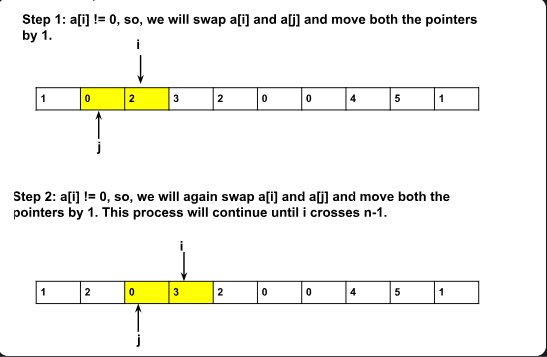 Step 1: a[i] != 0, so, we will swap a[i] and a[j] and move both the pointers
by 1.
i
1 0 2 3 2 0 0 4 5 1
j
Step 2: a[i] != 0, so, we will again swap a[i] and a[j] and move both the
pointers by 1. This process will continue until i crosses n-1.
i
1 2 0 3 2 0 0 4 5 1
j